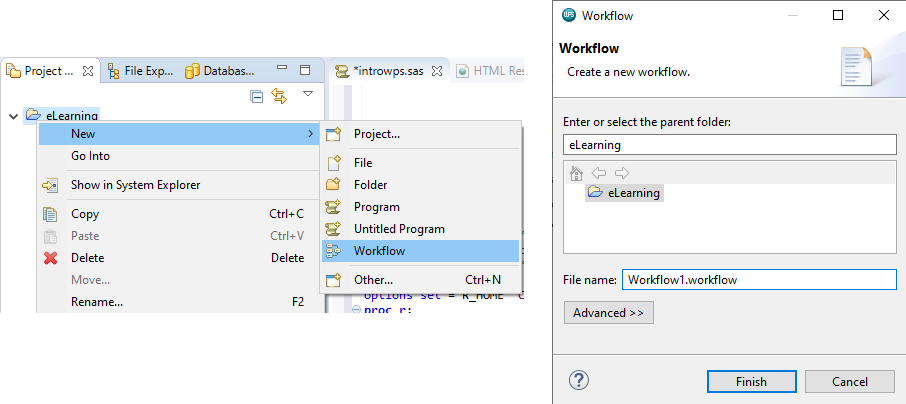 Project ... File Exp... Databas...
*introwps.sas HTML Res
eLearning
New
Go Into
Show in System Explorer
Copy Ctrl+C
Paste Ctrl+V
Delete Delete
Move...
Rename... F2
Project...
File
Folder
Program
Untitled Program
Workflow
Other... Ctrl+N
options set = R_HOME "C
proc r;
WPS Workflow
Workflow
Create a new workflow.
Enter or select the parent folder:
eLearning
eLearning
File name: Workflow1.workflow
Advanced >>
? Finish Cancel